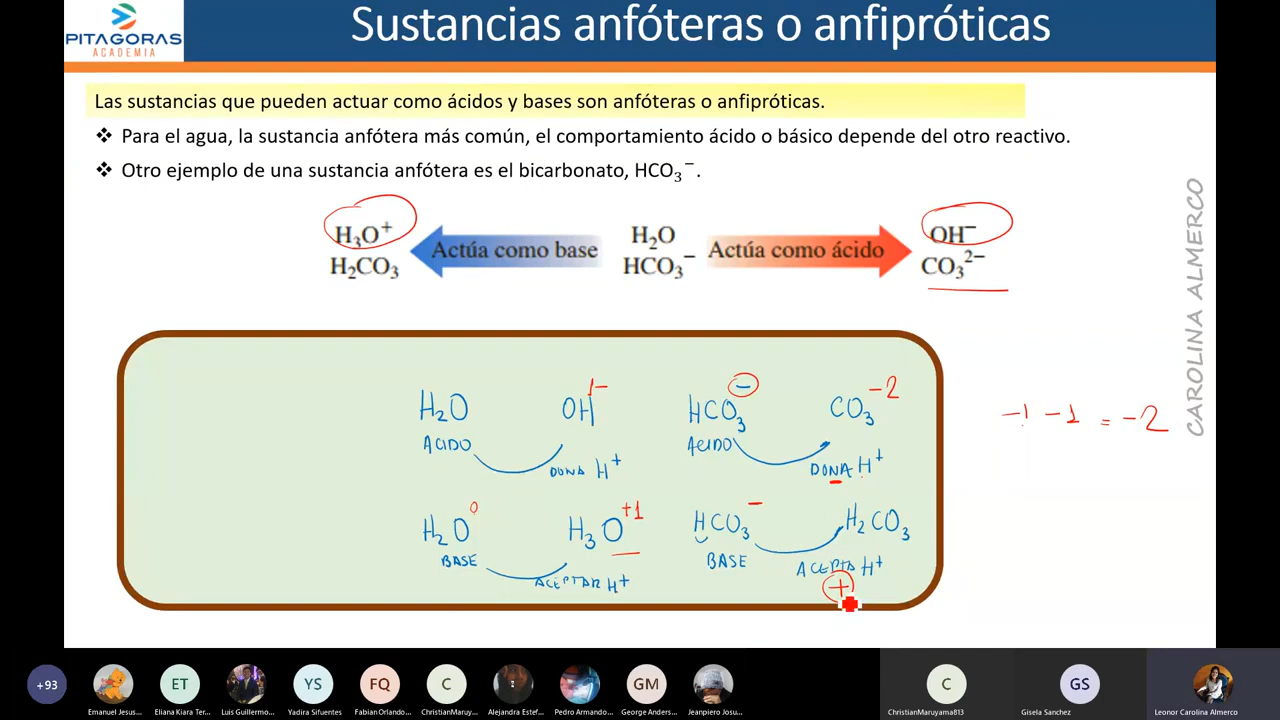 Sustancias anfóteras o anfipróticas
PITAGORAS
ACADEMIA
Las sustancias que pueden actuar como ácidos y bases son anfóteras o anfipróticas.
❖ Para el agua, la sustancia anfótera más común, el comportamiento ácido o básico depende del otro reactivo.
❖ Otro ejemplo de una sustancia anfótera es el bicarbonato, HCO₃⁻.
H₃O⁺ Actúa como base H₂O Actúa como ácido OH⁻
H₂CO₃ HCO₃⁻ CO₃²⁻
CAROLINA ALMERCO
H₂O OH¹⁻ HCO₃⁻ CO₃⁻²
-1 -1 = -2
ACIDO DONA H⁺ ACIDO DONA H⁺
H₂O⁰ H₃O⁺¹ HCO₃⁻ H₂CO₃
BASE ACEPTAR H⁺ BASE ACEPTA H⁺
+
+93 ET YS FQ C GM C GS
Emanuel Jesus... Eliana Kiara Ter... Luis Guillermo... Yadira Sifuentes Fabian Orlando... ChristianMaruy... Alejandra Estef... Pedro Armando... George Anders... Jeanpiero Josu... ChristianMaruyama813 Gisela Sanchez Leonor Carolina Almerco